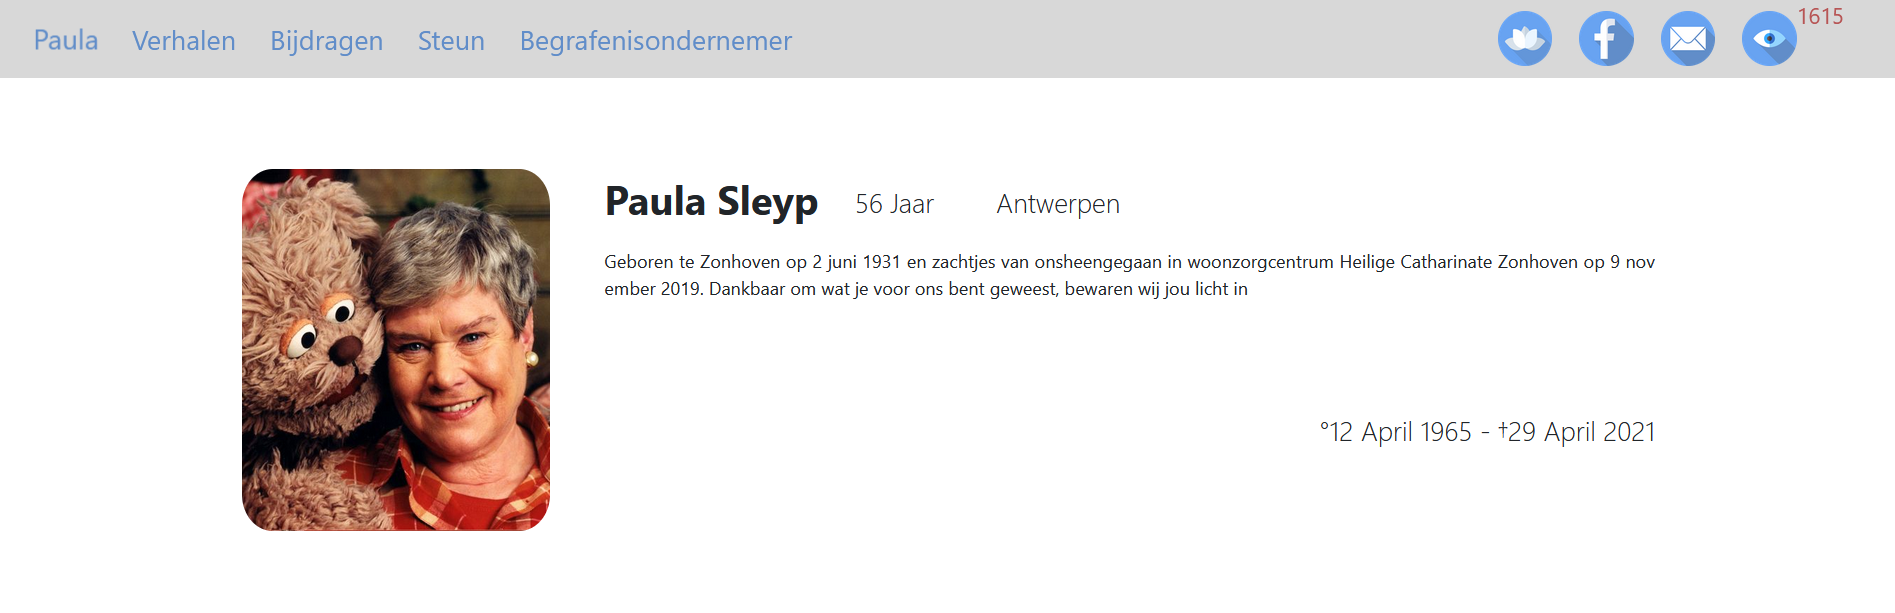 Paula Verhalen Bijdragen Steun Begrafenisondernemer 1615
Paula Sleyp 56 Jaar Antwerpen
Geboren te Zonhoven op 2 juni 1931 en zachtjes van onsheengegaan in woonzorgcentrum Heilige Catharinate Zonhoven op 9 nov
ember 2019. Dankbaar om wat je voor ons bent geweest, bewaren wij jou licht in
°12 April 1965 - †29 April 2021